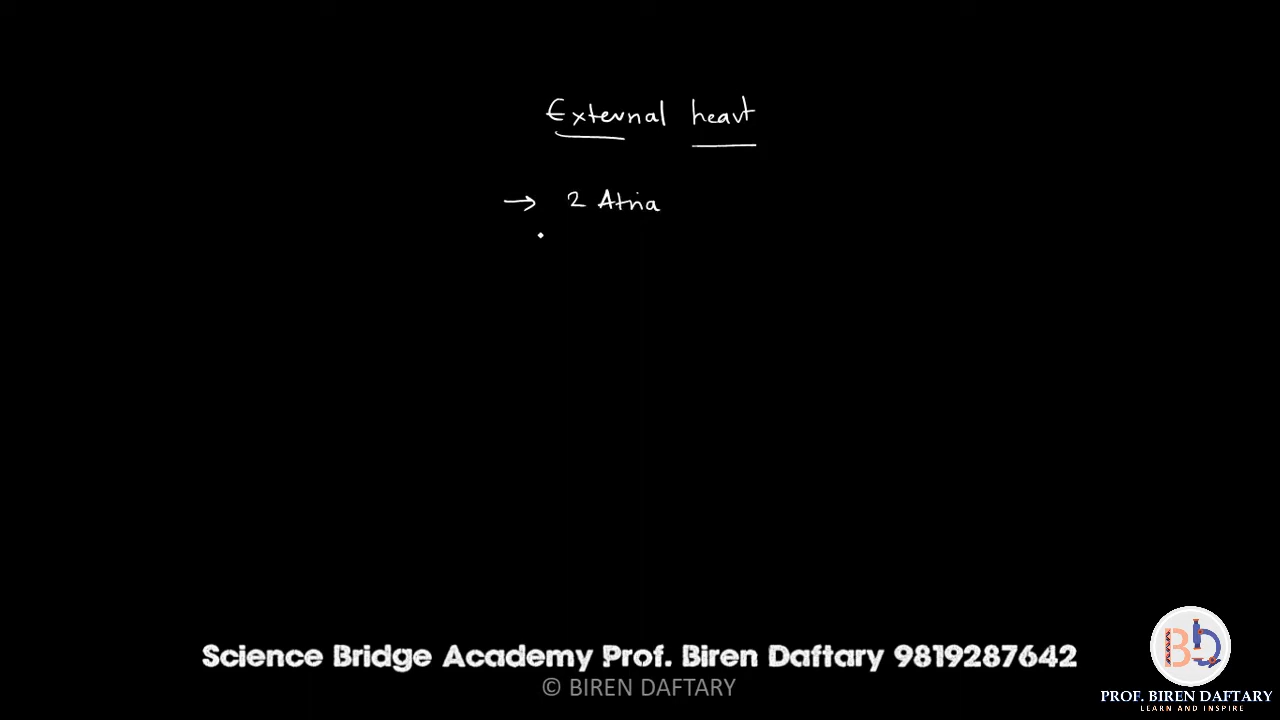 External heart
→ 2 Atria
Science Bridge Academy Prof. Biren Daftary 9819287642
© BIREN DAFTARY
PROF. BIREN DAFTARY
LEARN AND INSPIRE